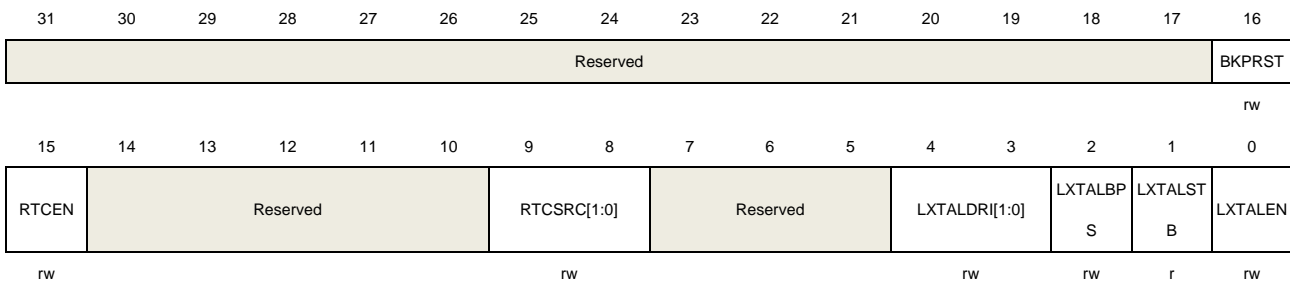 31 30 29 28 27 26 25 24 23 22 21 20 19 18 17 16
Reserved BKPRST
rw
15 14 13 12 11 10 9 8 7 6 5 4 3 2 1 0
RTCEN Reserved RTCSRC[1:0] Reserved LXTALDRI[1:0] LXTALBP LXTALST LXTALEN
S B
rw rw rw rw r rw